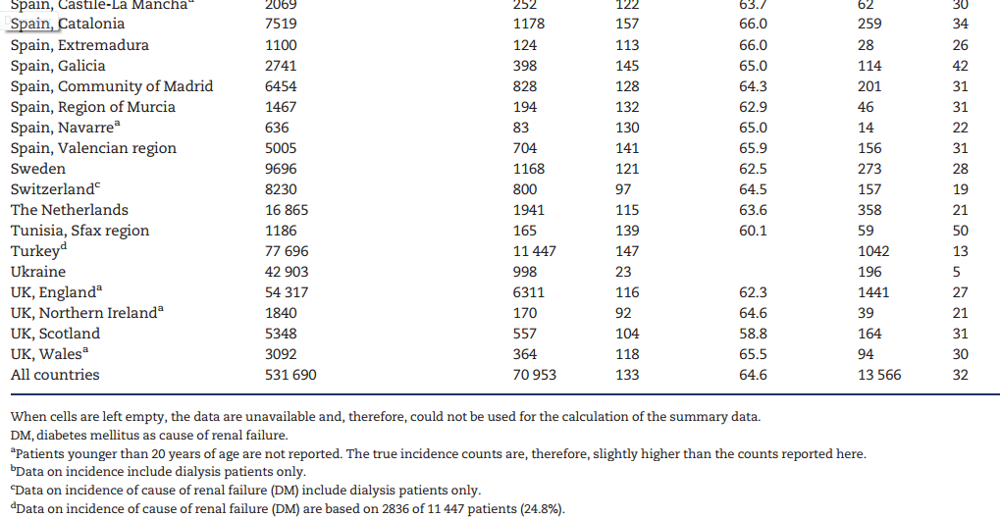 Spain, Castile-La Manchaᵃ 2069 252 122 63.7 62 30
Spain, Catalonia 7519 1178 157 66.0 259 34
Spain, Extremadura 1100 124 113 66.0 28 26
Spain, Galicia 2741 398 145 65.0 114 42
Spain, Community of Madrid 6454 828 128 64.3 201 31
Spain, Region of Murcia 1467 194 132 62.9 46 31
Spain, Navarreᵃ 636 83 130 65.0 14 22
Spain, Valencian region 5005 704 141 65.9 156 31
Sweden 9696 1168 121 62.5 273 28
Switzerlandᶜ 8230 800 97 64.5 157 19
The Netherlands 16 865 1941 115 63.6 358 21
Tunisia, Sfax region 1186 165 139 60.1 59 50
Turkeyᵈ 77 696 11 447 147 1042 13
Ukraine 42 903 998 23 196 5
UK, Englandᵃ 54 317 6311 116 62.3 1441 27
UK, Northern Irelandᵃ 1840 170 92 64.6 39 21
UK, Scotland 5348 557 104 58.8 164 31
UK, Walesᵃ 3092 364 118 65.5 94 30
All countries 531 690 70 953 133 64.6 13 566 32
When cells are left empty, the data are unavailable and, therefore, could not be used for the calculation of the summary data.
DM, diabetes mellitus as cause of renal failure.
ᵃPatients younger than 20 years of age are not reported. The true incidence counts are, therefore, slightly higher than the counts reported here.
ᵇData on incidence include dialysis patients only.
ᶜData on incidence of cause of renal failure (DM) include dialysis patients only.
ᵈData on incidence of cause of renal failure (DM) are based on 2836 of 11 447 patients (24.8%).